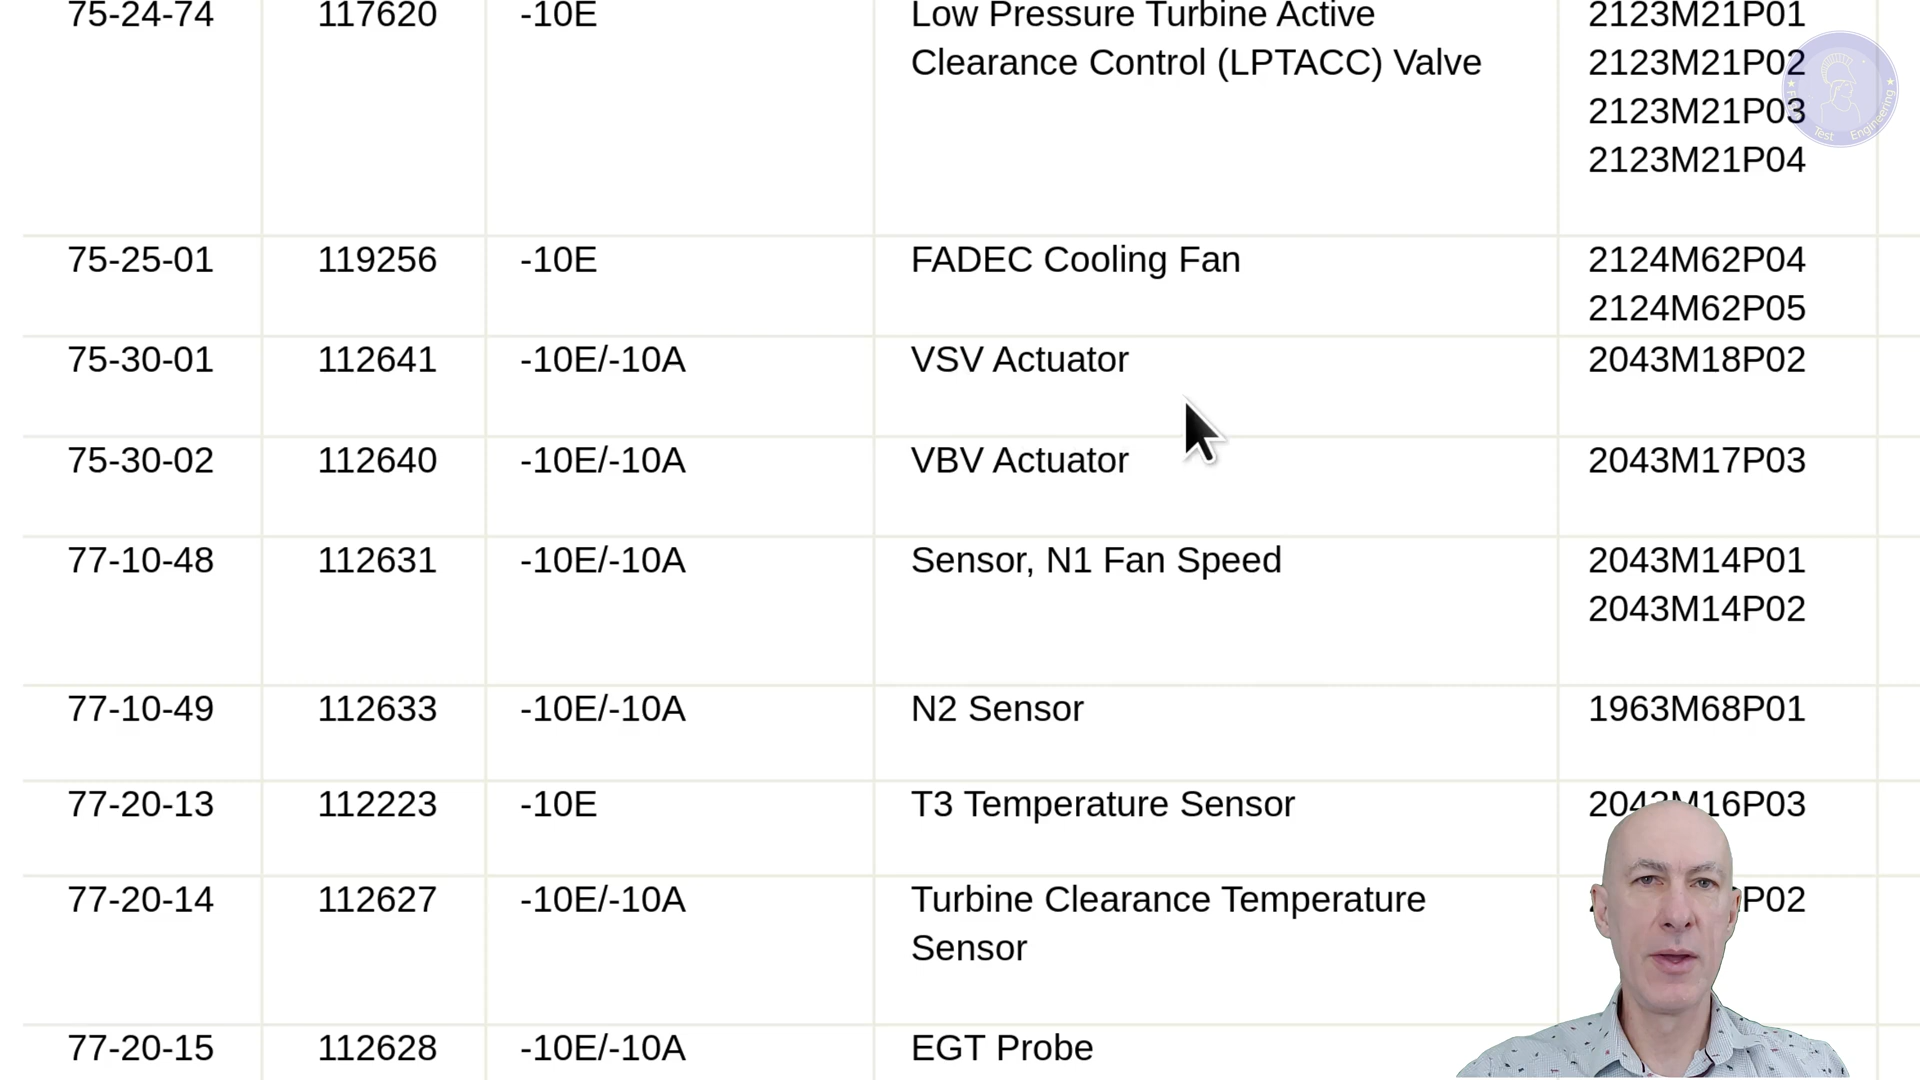 75-24-74 117620 -10E Low Pressure Turbine Active 2123M21P01
Clearance Control (LPTACC) Valve 2123M21P02
2123M21P03
2123M21P04
Test Engineering
75-25-01 119256 -10E FADEC Cooling Fan 2124M62P04
2124M62P05
75-30-01 112641 -10E/-10A VSV Actuator 2043M18P02
75-30-02 112640 -10E/-10A VBV Actuator 2043M17P03
77-10-48 112631 -10E/-10A Sensor, N1 Fan Speed 2043M14P01
2043M14P02
77-10-49 112633 -10E/-10A N2 Sensor 1963M68P01
77-20-13 112223 -10E T3 Temperature Sensor 2043M16P03
77-20-14 112627 -10E/-10A Turbine Clearance Temperature P02
Sensor
77-20-15 112628 -10E/-10A EGT Probe